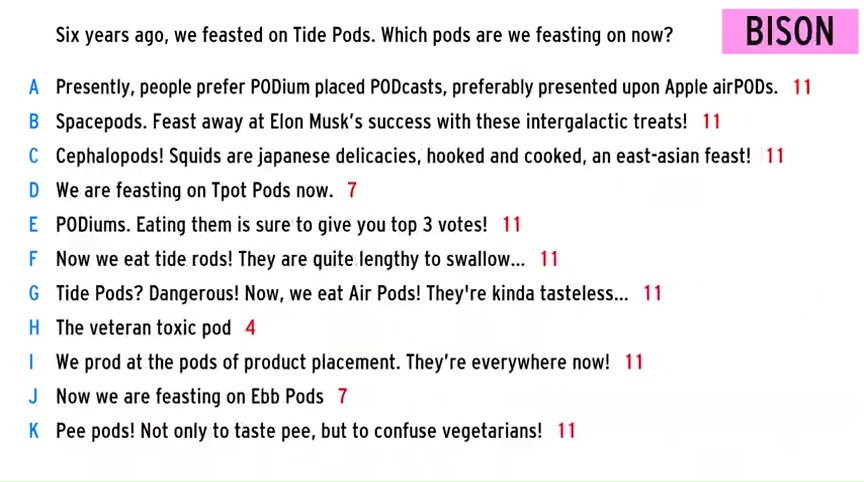 Six years ago, we feasted on Tide Pods. Which pods are we feasting on now?
BISON
A Presently, people prefer PODium placed PODcasts, preferably presented upon Apple airPODs. 11
B Spacepods. Feast away at Elon Musk's success with these intergalactic treats! 11
C Cephalopods! Squids are japanese delicacies, hooked and cooked, an east-asian feast! 11
D We are feasting on Tpot Pods now. 7
E PODiums. Eating them is sure to give you top 3 votes! 11
F Now we eat tide rods! They are quite lengthy to swallow... 11
G Tide Pods? Dangerous! Now, we eat Air Pods! They're kinda tasteless... 11
H The veteran toxic pod 4
I We prod at the pods of product placement. They're everywhere now! 11
J Now we are feasting on Ebb Pods 7
K Pee pods! Not only to taste pee, but to confuse vegetarians! 11